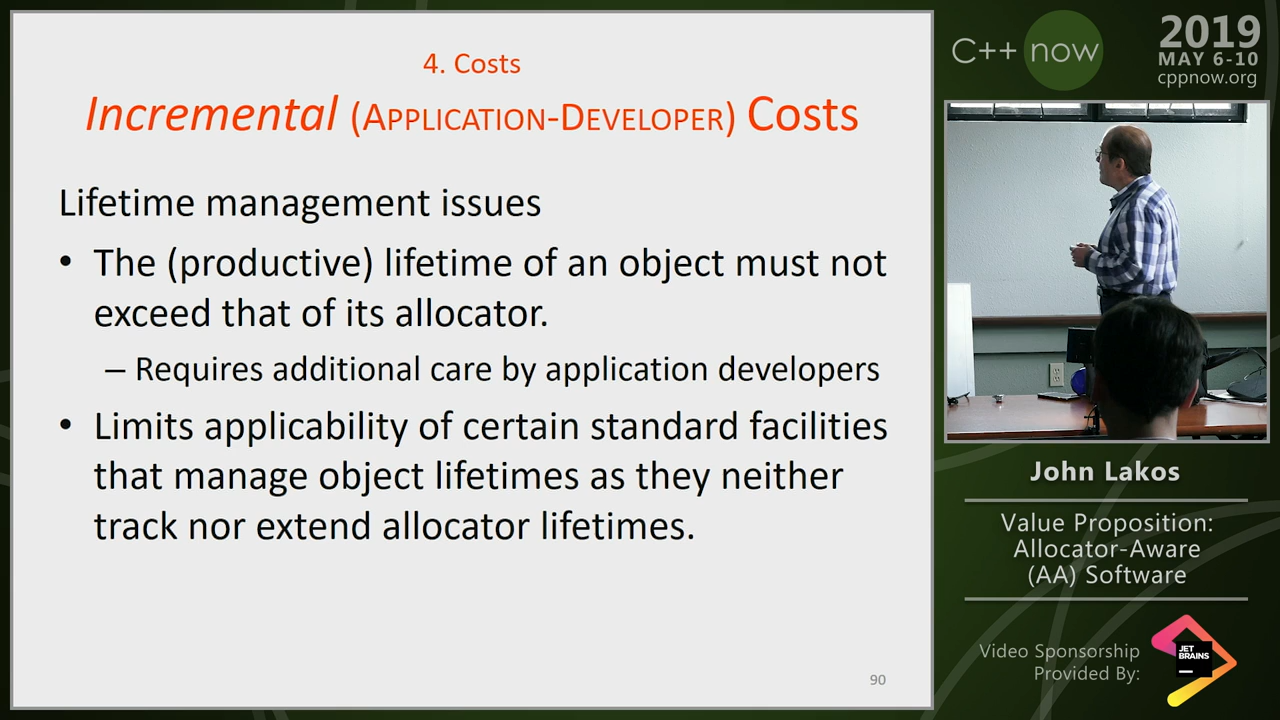 4. Costs
Incremental (APPLICATION-DEVELOPER) Costs
Lifetime management issues
• The (productive) lifetime of an object must not
exceed that of its allocator.
– Requires additional care by application developers
• Limits applicability of certain standard facilities
that manage object lifetimes as they neither
track nor extend allocator lifetimes.
90
C++ now
2019
MAY 6-10
cppnow.org
John Lakos
Value Proposition:
Allocator-Aware
(AA) Software
Video Sponsorship
Provided By:
JET
BRAINS